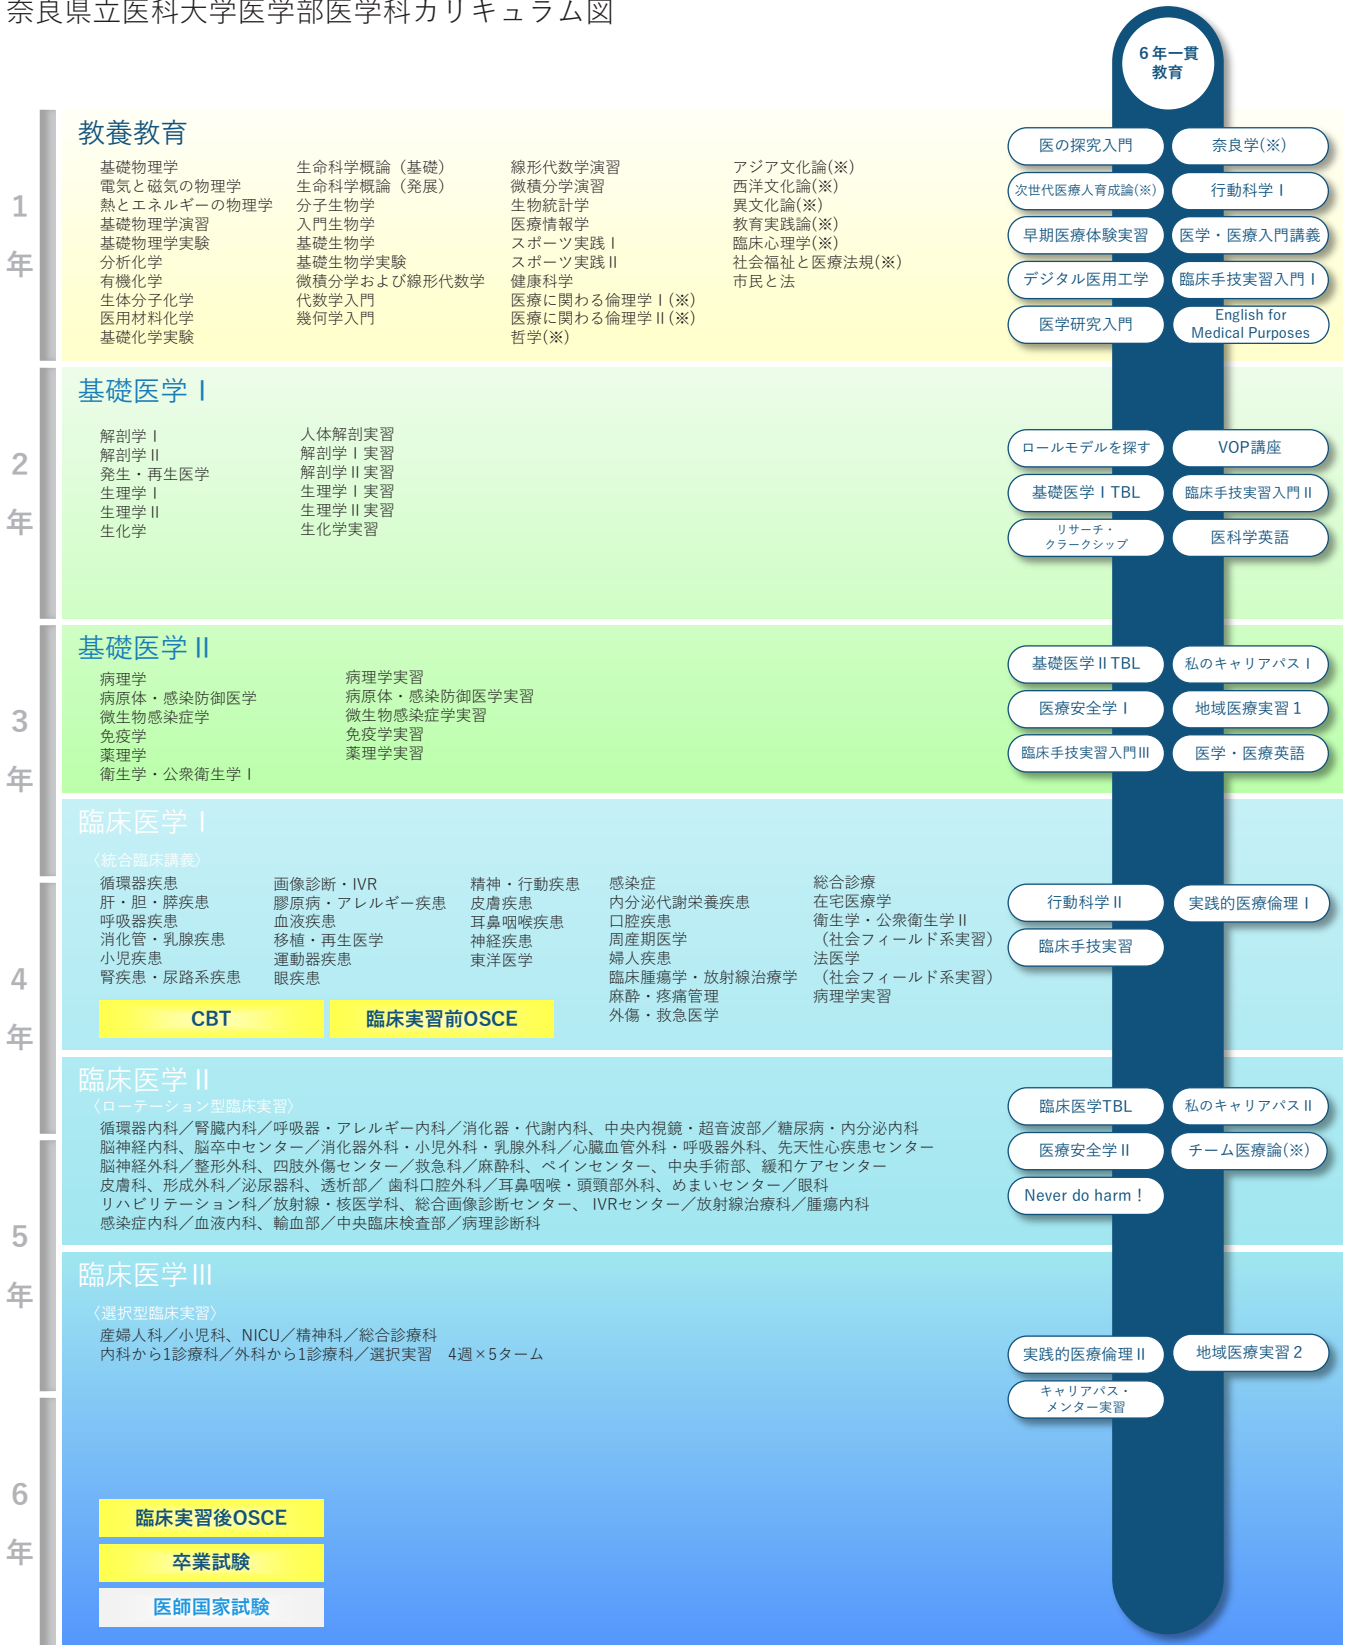 奈良県立医科大学医学部医学科カリキュラム図
6年一貫
教育
1
年
教養教育
基礎物理学
電気と磁気の物理学
熱とエネルギーの物理学
基礎物理学演習
基礎物理学実験
分析化学
有機化学
生体分子化学
医用材料化学
基礎化学実験
生命科学概論（基礎）
生命科学概論（発展）
分子生物学
入門生物学
基礎生物学
基礎生物学実験
微積分学および線形代数学
代数学入門
幾何学入門
線形代数学演習
微積分学演習
生物統計学
医療情報学
スポーツ実践Ⅰ
スポーツ実践Ⅱ
健康科学
医療に関わる倫理学Ⅰ(※)
医療に関わる倫理学Ⅱ(※)
哲学(※)
アジア文化論(※)
西洋文化論(※)
異文化論(※)
教育実践論(※)
臨床心理学(※)
社会福祉と医療法規(※)
市民と法
医の探究入門
奈良学(※)
次世代医療人育成論(※)
行動科学Ⅰ
早期医療体験実習
医学・医療入門講義
デジタル医用工学
臨床手技実習入門Ⅰ
医学研究入門
English for
Medical Purposes
2
年
基礎医学Ⅰ
解剖学Ⅰ
解剖学Ⅱ
発生・再生医学
生理学Ⅰ
生理学Ⅱ
生化学
人体解剖実習
解剖学Ⅰ実習
解剖学Ⅱ実習
生理学Ⅰ実習
生理学Ⅱ実習
生化学実習
ロールモデルを探す
VOP講座
基礎医学ⅠTBL
臨床手技実習入門Ⅱ
リサーチ・
クラークシップ
医科学英語
3
年
基礎医学Ⅱ
病理学
病原体・感染防御医学
微生物感染症学
免疫学
薬理学
衛生学・公衆衛生学Ⅰ
病理学実習
病原体・感染防御医学実習
微生物感染症学実習
免疫学実習
薬理学実習
基礎医学ⅡTBL
私のキャリアパスⅠ
医療安全学Ⅰ
地域医療実習1
臨床手技実習入門Ⅲ
医学・医療英語
4
年
臨床医学Ⅰ
〈統合臨床講義〉
循環器疾患
肝・胆・膵疾患
呼吸器疾患
消化管・乳腺疾患
小児疾患
腎疾患・尿路系疾患
画像診断・IVR
膠原病・アレルギー疾患
血液疾患
移植・再生医学
運動器疾患
眼疾患
精神・行動疾患
皮膚疾患
耳鼻咽喉疾患
神経疾患
東洋医学
感染症
内分泌代謝栄養疾患
口腔疾患
周産期医学
婦人疾患
臨床腫瘍学・放射線治療学
麻酔・疼痛管理
外傷・救急医学
総合診療
在宅医療学
衛生学・公衆衛生学Ⅱ
（社会フィールド系実習）
法医学
（社会フィールド系実習）
病理学実習
CBT
臨床実習前OSCE
行動科学Ⅱ
実践的医療倫理Ⅰ
臨床手技実習
5
年
臨床医学Ⅱ
〈ローテーション型臨床実習〉
循環器内科／腎臓内科／呼吸器・アレルギー内科／消化器・代謝内科、中央内視鏡・超音波部／糖尿病・内分泌内科
脳神経内科、脳卒中センター／消化器外科・小児外科・乳腺外科／心臓血管外科・呼吸器外科、先天性心疾患センター
脳神経外科／整形外科、四肢外傷センター／救急科／麻酔科、ペインセンター、中央手術部、緩和ケアセンター
皮膚科、形成外科／泌尿器科、透析部／ 歯科口腔外科／耳鼻咽喉・頭頸部外科、めまいセンター／眼科
リハビリテーション科／放射線・核医学科、総合画像診断センター、 IVRセンター／放射線治療科／腫瘍内科
感染症内科／血液内科、輸血部／中央臨床検査部／病理診断科
臨床医学TBL
私のキャリアパスⅡ
医療安全学Ⅱ
チーム医療論(※)
Never do harm！
臨床医学Ⅲ
〈選択型臨床実習〉
産婦人科／小児科、NICU／精神科／総合診療科
内科から1診療科／外科から1診療科／選択実習　4週×5ターム
実践的医療倫理Ⅱ
地域医療実習２
キャリアパス・
メンター実習
6
年
臨床実習後OSCE
卒業試験
医師国家試験